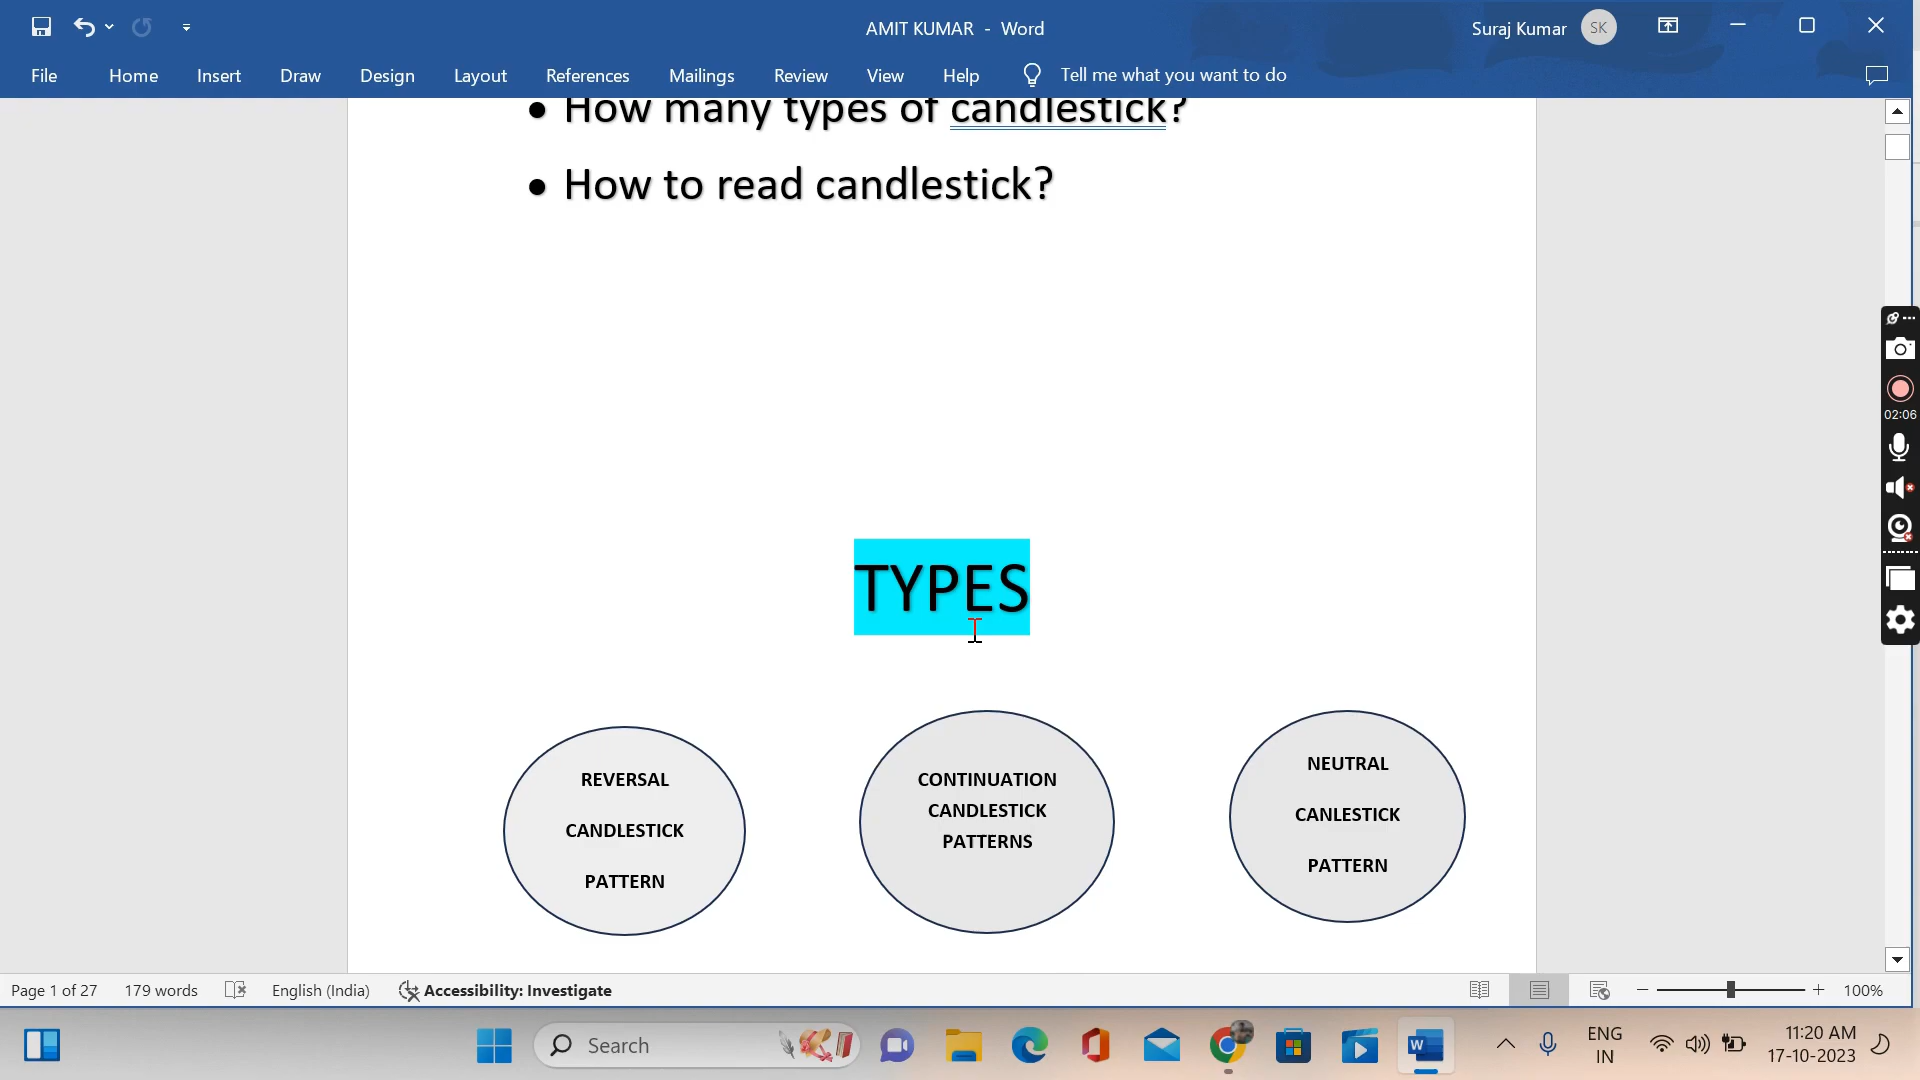 AMIT KUMAR - Word
Suraj Kumar
SK
File Home Insert Draw Design Layout References Mailings Review View Help Tell me what you want to do
• How many types of candlestick?
• How to read candlestick?
02:06
TYPES
REVERSAL
CANDLESTICK
PATTERN
CONTINUATION
CANDLESTICK
PATTERNS
NEUTRAL
CANLESTICK
PATTERN
Page 1 of 27 179 words English (India) Accessibility: Investigate 100%
Search
ENG
IN
11:20 AM
17-10-2023